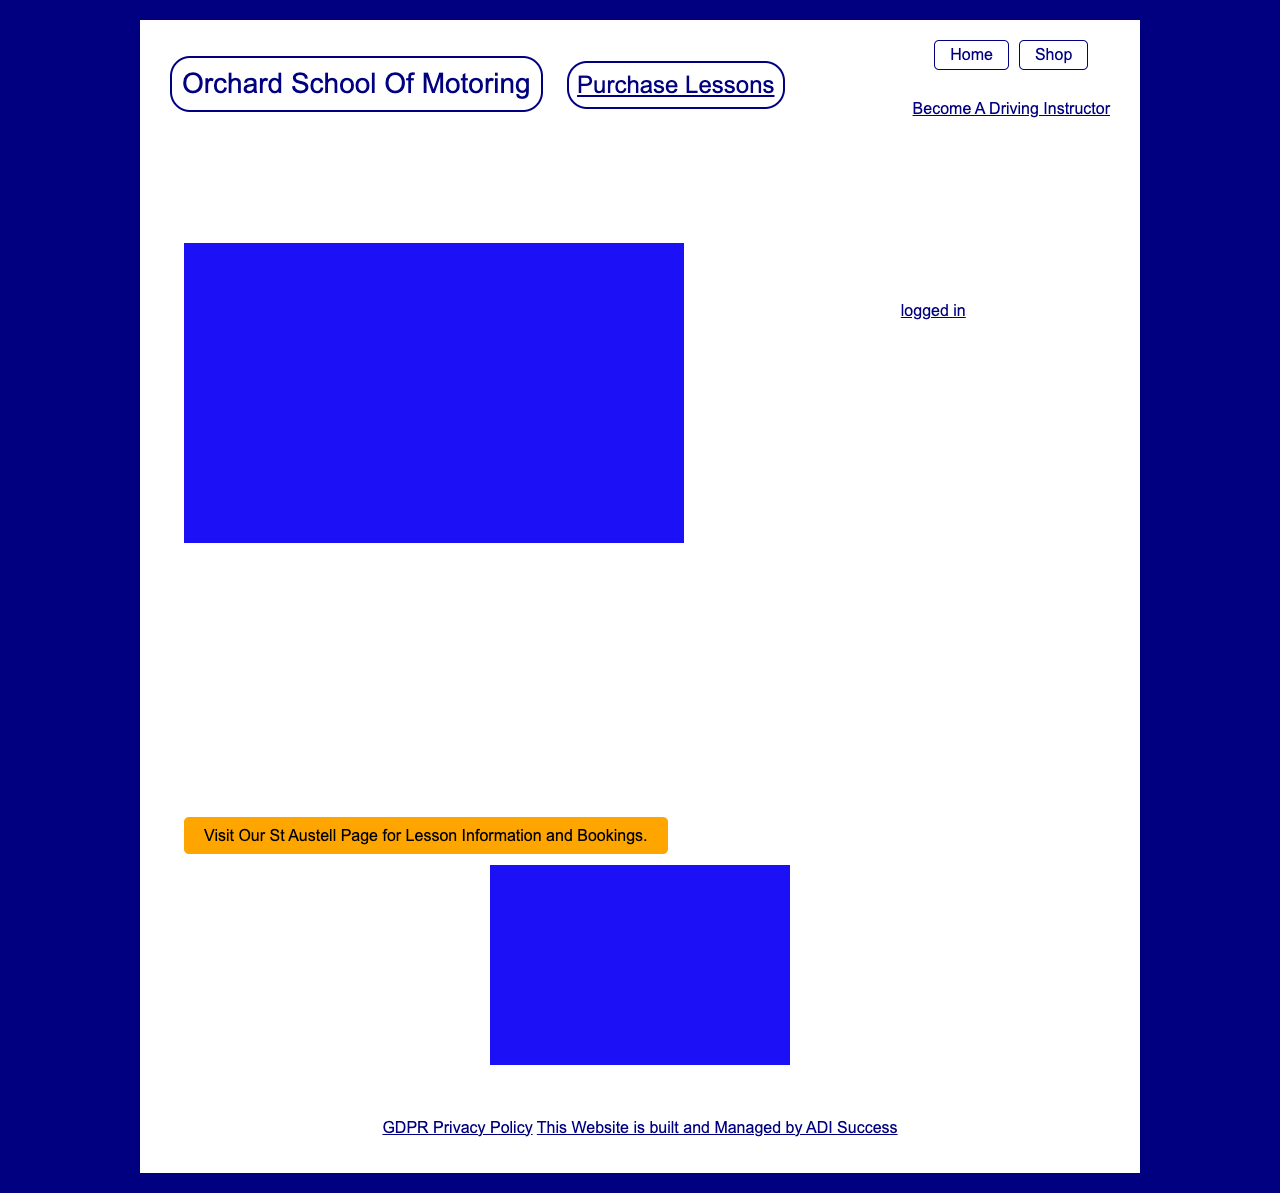 Home Shop
Orchard School Of Motoring
Purchase Lessons
Become A Driving Instructor
logged in
Visit Our St Austell Page for Lesson Information and Bookings.
GDPR Privacy Policy This Website is built and Managed by ADI Success